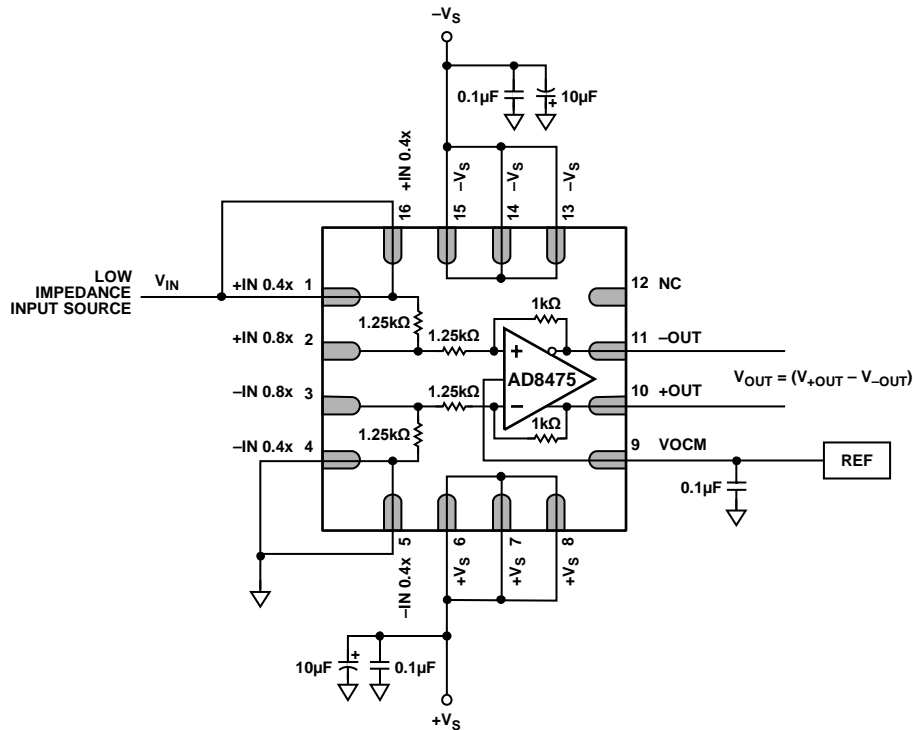 −VS
0.1µF
10µF
+
+IN 0.4x
−VS
−VS
−VS
16
15
14
13
LOW
IMPEDANCE
INPUT SOURCE
VIN
+IN 0.4x 1
12 NC
1.25kΩ
1kΩ
+IN 0.8x 2
1.25kΩ
+
11 −OUT
AD8475
VOUT = (V+OUT − V−OUT)
−IN 0.8x 3
1.25kΩ
−
10 +OUT
1.25kΩ
1kΩ
−IN 0.4x 4
9 VOCM
REF
0.1µF
5
6
7
8
−IN 0.4x
+VS
+VS
+VS
10µF
+
0.1µF
+VS